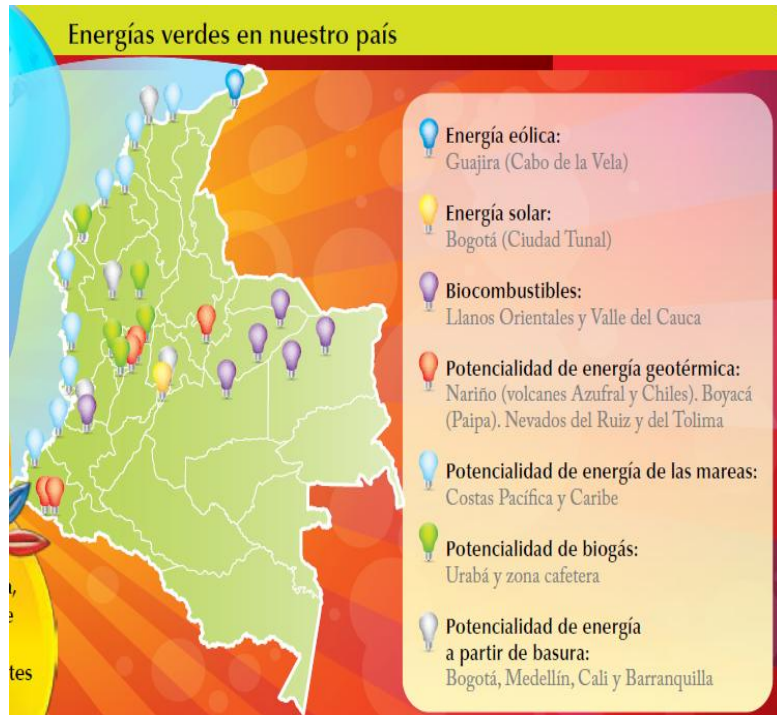 Energías verdes en nuestro país
Energía eólica:
Guajira (Cabo de la Vela)
Energía solar:
Bogotá (Ciudad Tunal)
Biocombustibles:
Llanos Orientales y Valle del Cauca
Potencialidad de energía geotérmica:
Nariño (volcanes Azufral y Chiles). Boyacá
(Paipa). Nevados del Ruiz y del Tolima
Potencialidad de energía de las mareas:
Costas Pacífica y Caribe
Potencialidad de biogás:
Urabá y zona cafetera
Potencialidad de energía
a partir de basura:
Bogotá, Medellín, Cali y Barranquilla
tes